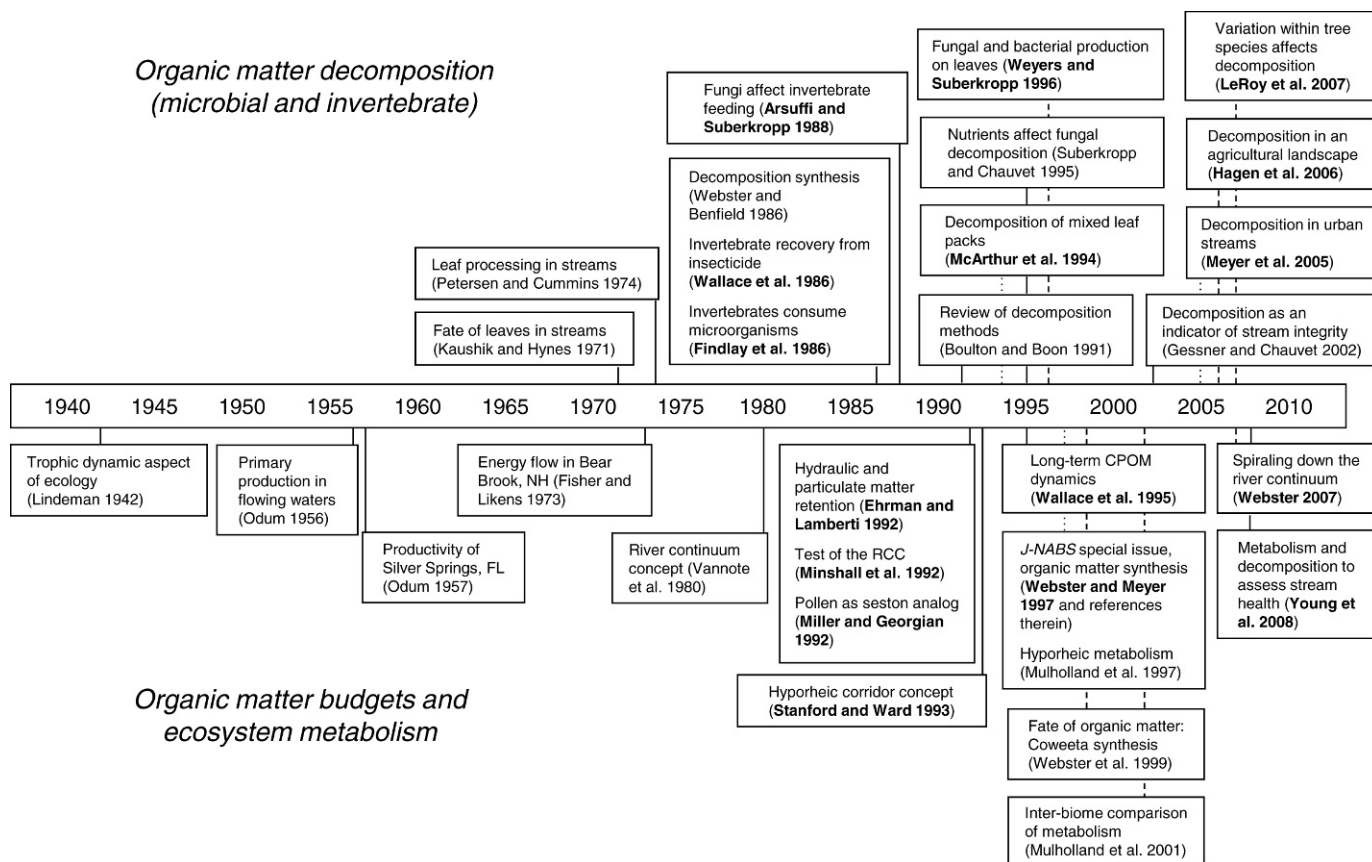 Organic matter decomposition
(microbial and invertebrate)
Leaf processing in streams
(Petersen and Cummins 1974)
Fate of leaves in streams
(Kaushik and Hynes 1971)
Fungi affect invertebrate
feeding (Arsuffi and
Suberkropp 1988)
Decomposition synthesis
(Webster and
Benfield 1986)
Invertebrate recovery from
insecticide
(Wallace et al. 1986)
Invertebrates consume
microorganisms
(Findlay et al. 1986)
Fungal and bacterial production
on leaves (Weyers and
Suberkropp 1996)
Nutrients affect fungal
decomposition (Suberkropp
and Chauvet 1995)
Decomposition of mixed leaf
packs
(McArthur et al. 1994)
Review of decomposition
methods
(Boulton and Boon 1991)
Variation within tree
species affects
decomposition
(LeRoy et al. 2007)
Decomposition in an
agricultural landscape
(Hagen et al. 2006)
Decomposition in urban
streams
(Meyer et al. 2005)
Decomposition as an
indicator of stream integrity
(Gessner and Chauvet 2002)
1940 1945 1950 1955 1960 1965 1970 1975 1980 1985 1990 1995 2000 2005 2010
Trophic dynamic aspect
of ecology
(Lindeman 1942)
Primary
production in
flowing waters
(Odum 1956)
Productivity of
Silver Springs, FL
(Odum 1957)
Energy flow in Bear
Brook, NH (Fisher and
Likens 1973)
River continuum
concept (Vannote
et al. 1980)
Hydraulic and
particulate matter
retention (Ehrman and
Lamberti 1992)
Test of the RCC
(Minshall et al. 1992)
Pollen as seston analog
(Miller and Georgian
1992)
Hyporheic corridor concept
(Stanford and Ward 1993)
Long-term CPOM
dynamics
(Wallace et al. 1995)
J-NABS special issue,
organic matter synthesis
(Webster and Meyer
1997 and references
therein)
Hyporheic metabolism
(Mulholland et al. 1997)
Fate of organic matter:
Coweeta synthesis
(Webster et al. 1999)
Inter-biome comparison
of metabolism
(Mulholland et al. 2001)
Spiraling down the
river continuum
(Webster 2007)
Metabolism and
decomposition to
assess stream
health (Young et
al. 2008)
Organic matter budgets and
ecosystem metabolism